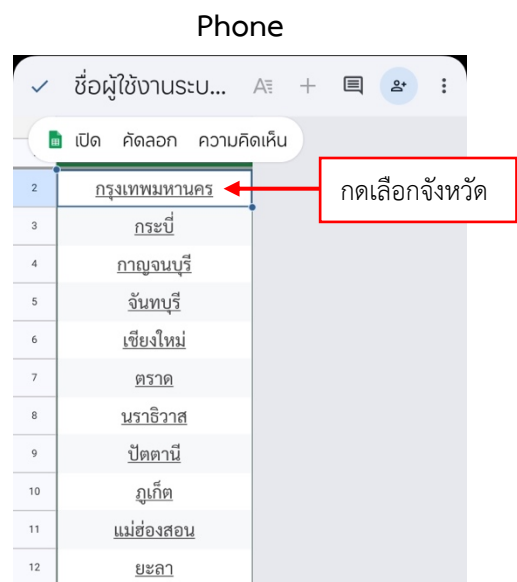 Phone
ชื่อผู้ใช้งานระบ...
เปิด คัดลอก ความคิดเห็น
2 กรุงเทพมหานคร
กดเลือกจังหวัด
3 กระบี่
4 กาญจนบุรี
5 จันทบุรี
6 เชียงใหม่
7 ตราด
8 นราธิวาส
9 ปัตตานี
10 ภูเก็ต
11 แม่ฮ่องสอน
12 ยะลา